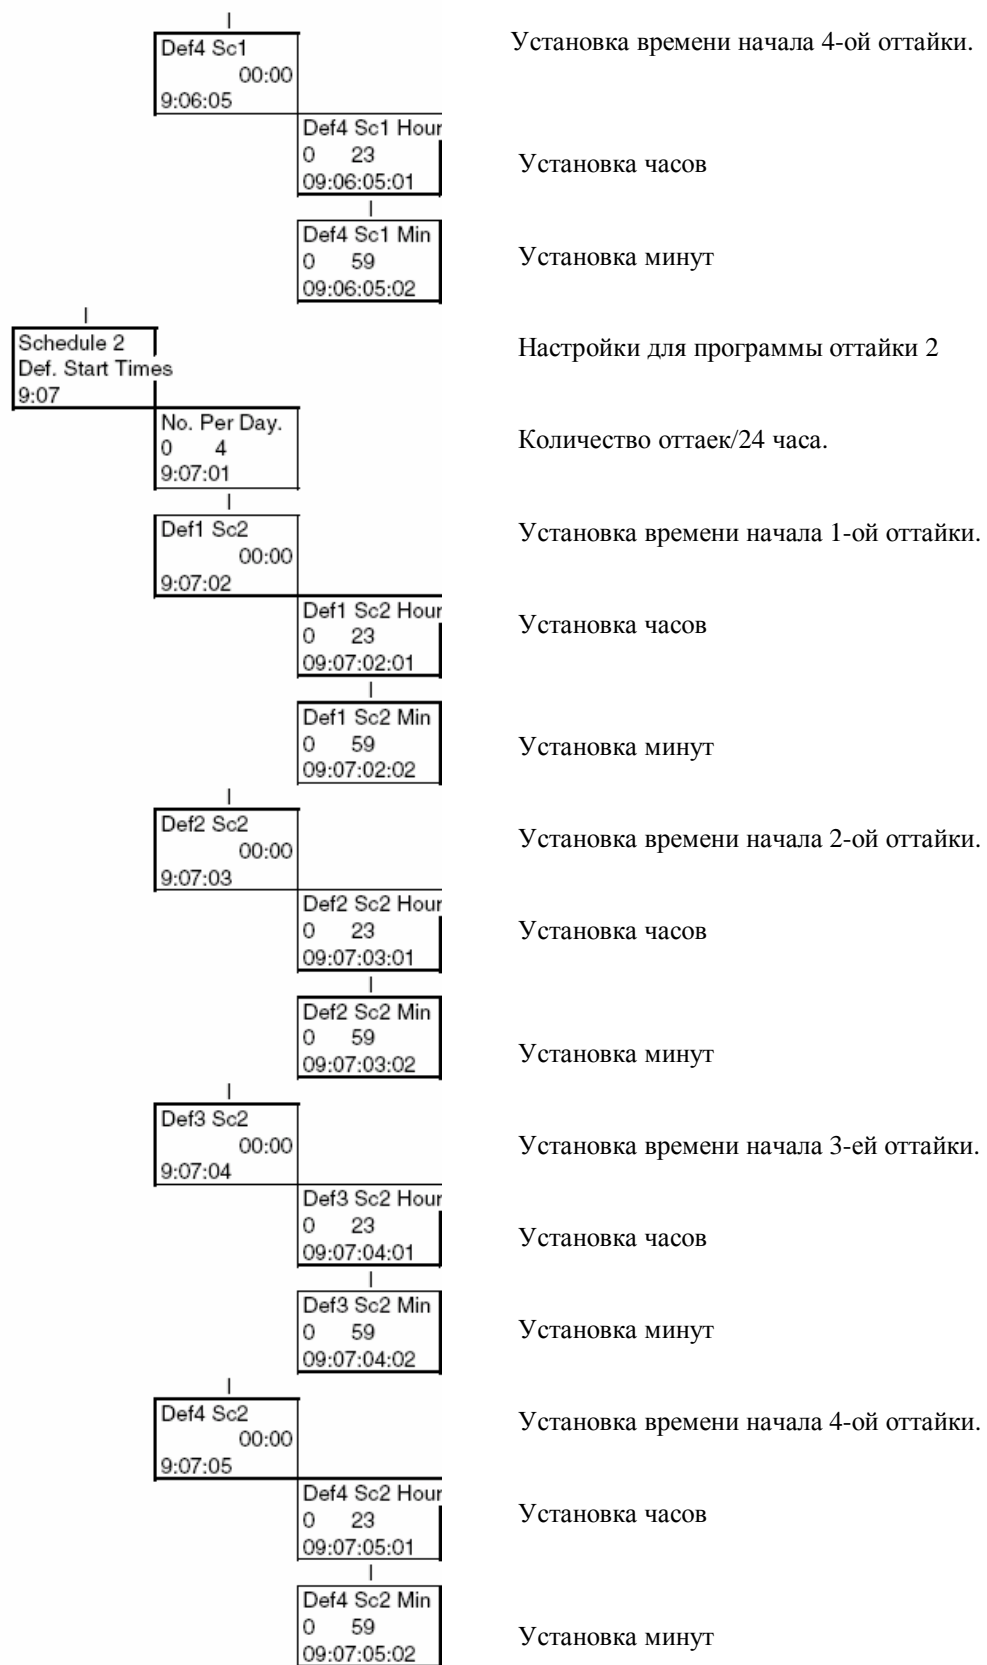 Def4 Sc1
00:00
9:06:05
Установка времени начала 4-ой оттайки.
Def4 Sc1 Hour
0 23
09:06:05:01
Установка часов
Def4 Sc1 Min
0 59
09:06:05:02
Установка минут
Schedule 2
Def. Start Times
9:07
Настройки для программы оттайки 2
No. Per Day.
0 4
9:07:01
Количество оттаек/24 часа.
Def1 Sc2
00:00
9:07:02
Установка времени начала 1-ой оттайки.
Def1 Sc2 Hour
0 23
09:07:02:01
Установка часов
Def1 Sc2 Min
0 59
09:07:02:02
Установка минут
Def2 Sc2
00:00
9:07:03
Установка времени начала 2-ой оттайки.
Def2 Sc2 Hour
0 23
09:07:03:01
Установка часов
Def2 Sc2 Min
0 59
09:07:03:02
Установка минут
Def3 Sc2
00:00
9:07:04
Установка времени начала 3-ей оттайки.
Def3 Sc2 Hour
0 23
09:07:04:01
Установка часов
Def3 Sc2 Min
0 59
09:07:04:02
Установка минут
Def4 Sc2
00:00
9:07:05
Установка времени начала 4-ой оттайки.
Def4 Sc2 Hour
0 23
09:07:05:01
Установка часов
Def4 Sc2 Min
0 59
09:07:05:02
Установка минут